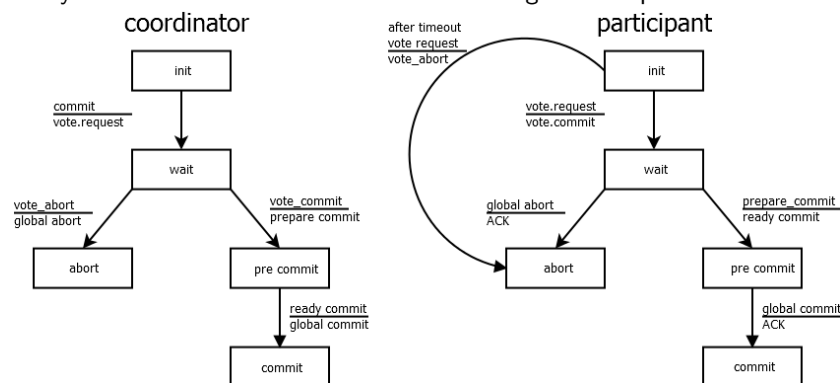 coordinator
init
commit
vote.request
wait
vote_abort
global abort
vote_commit
prepare commit
abort
pre commit
ready commit
global commit
commit
participant
after timeout
vote request
vote_abort
init
vote.request
vote.commit
wait
global abort
ACK
prepare_commit
ready commit
abort
pre commit
global commit
ACK
commit